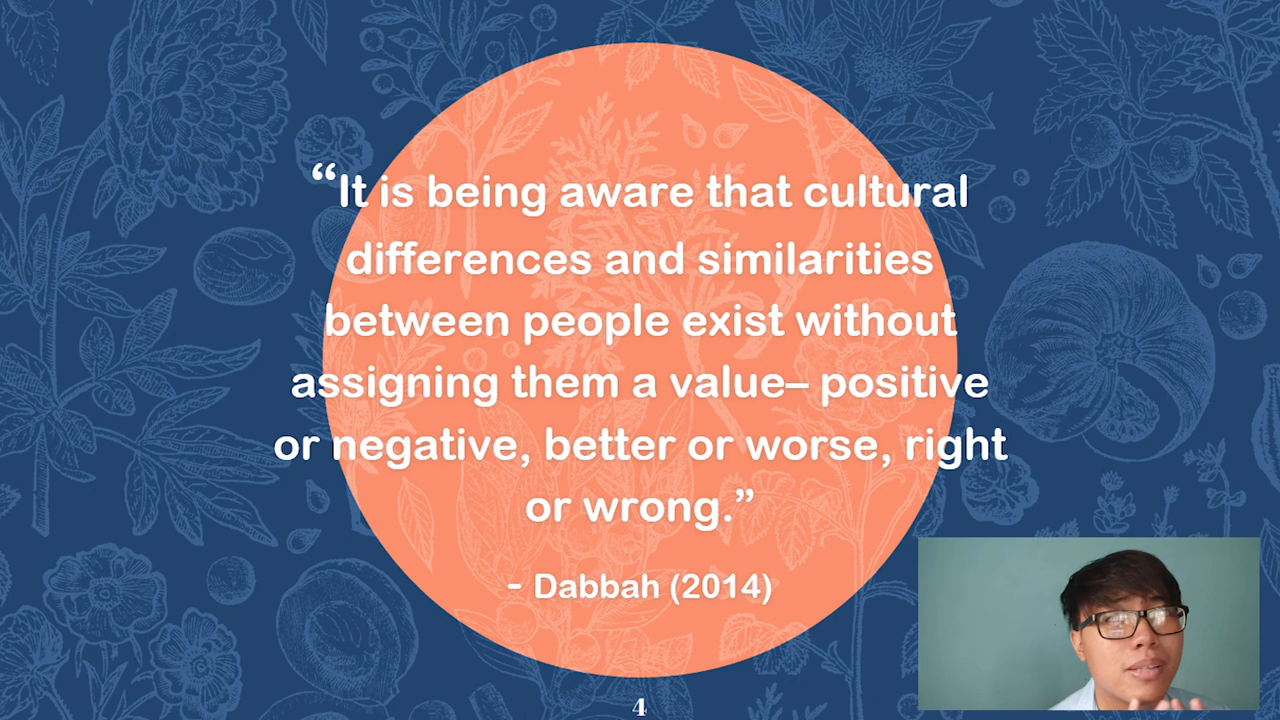 “It is being aware that cultural
differences and similarities
between people exist without
assigning them a value– positive
or negative, better or worse, right
or wrong.”
- Dabbah (2014)
4